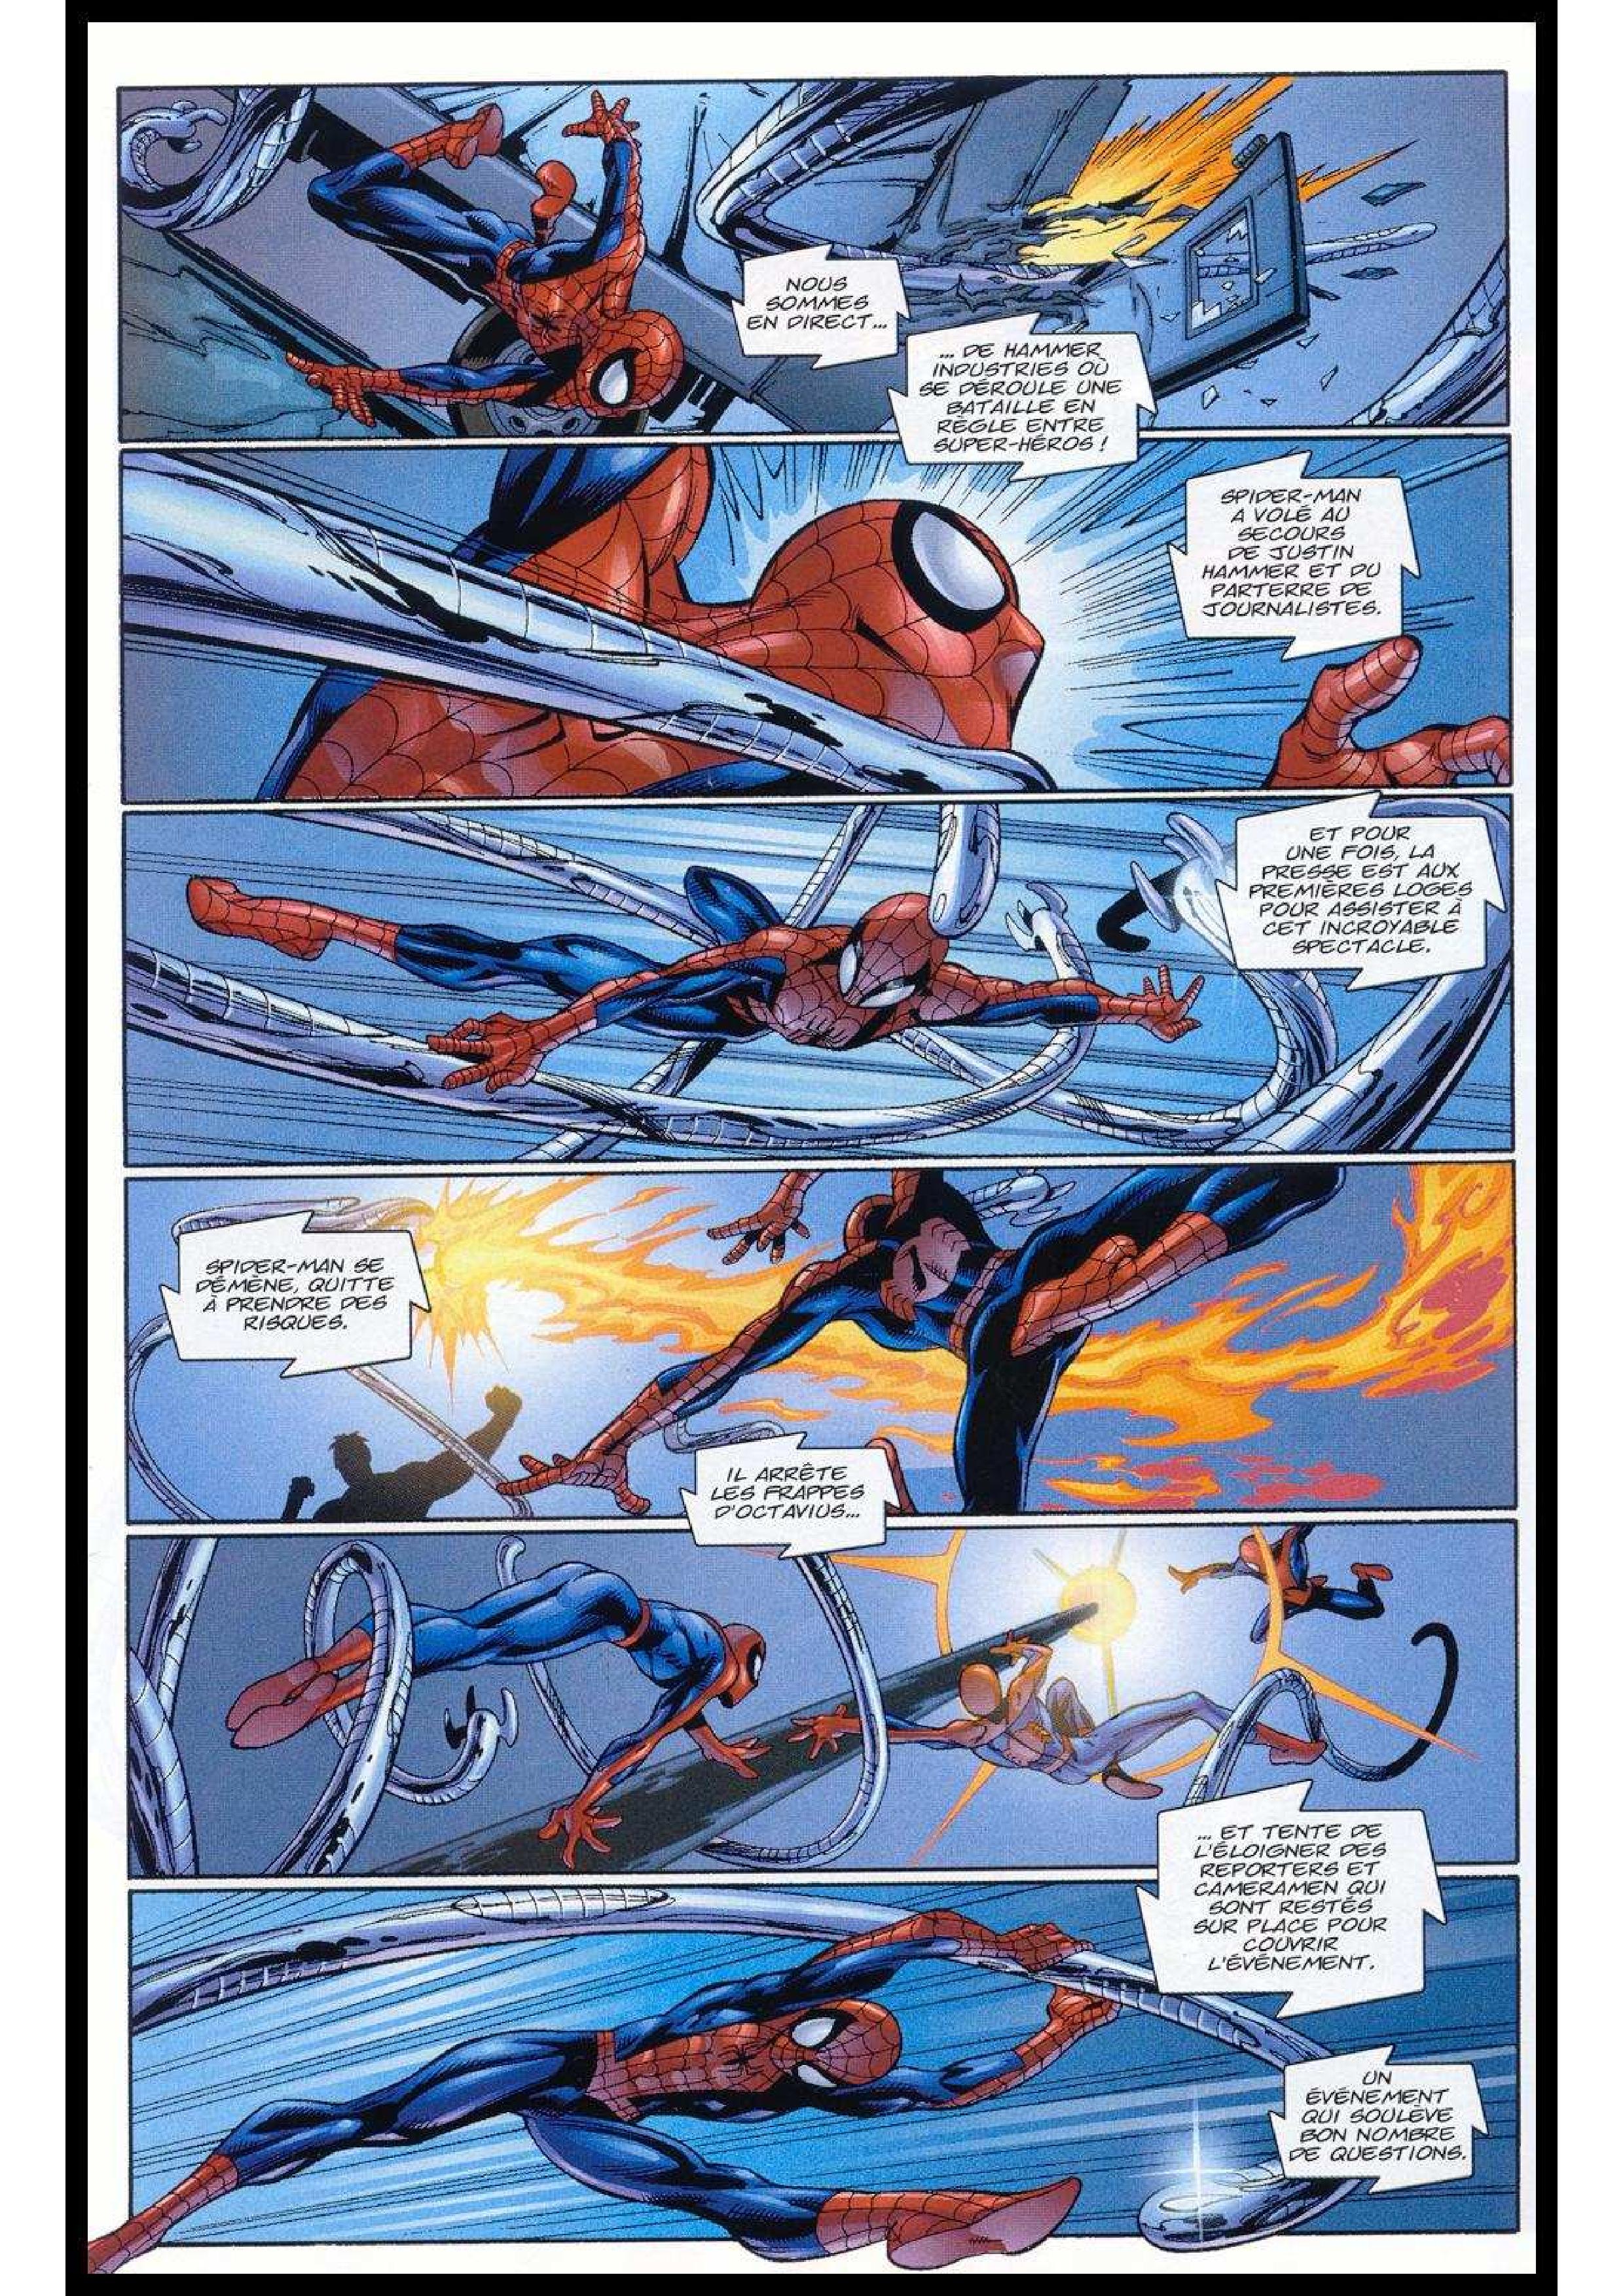 NOUS
SOMMES
EN DIRECT...
... DE HAMMER
INDUSTRIES OÙ
SE DÉROULE UNE
BATAILLE EN
RÈGLE ENTRE
SUPER-HÉROS !
SPIDER-MAN
A VOLÉ AU
SECOURS
DE JUSTIN
HAMMER ET DU
PARTERRE DE
JOURNALISTES.
ET POUR
UNE FOIS, LA
PRESSE EST AUX
PREMIÈRES LOGES
POUR ASSISTER À
CET INCROYABLE
SPECTACLE.
SPIDER-MAN SE
DÉMÈNE, QUITTE
À PRENDRE DES
RISQUES.
IL ARRÊTE
LES FRAPPES
D'OCTAVIUS...
... ET TENTE DE
L'ÉLOIGNER DES
REPORTERS ET
CAMERAMEN QUI
SONT RESTÉS
SUR PLACE POUR
COUVRIR
L'ÉVÉNEMENT.
UN
ÉVÉNEMENT
QUI SOULÈVE
BON NOMBRE
DE QUESTIONS.